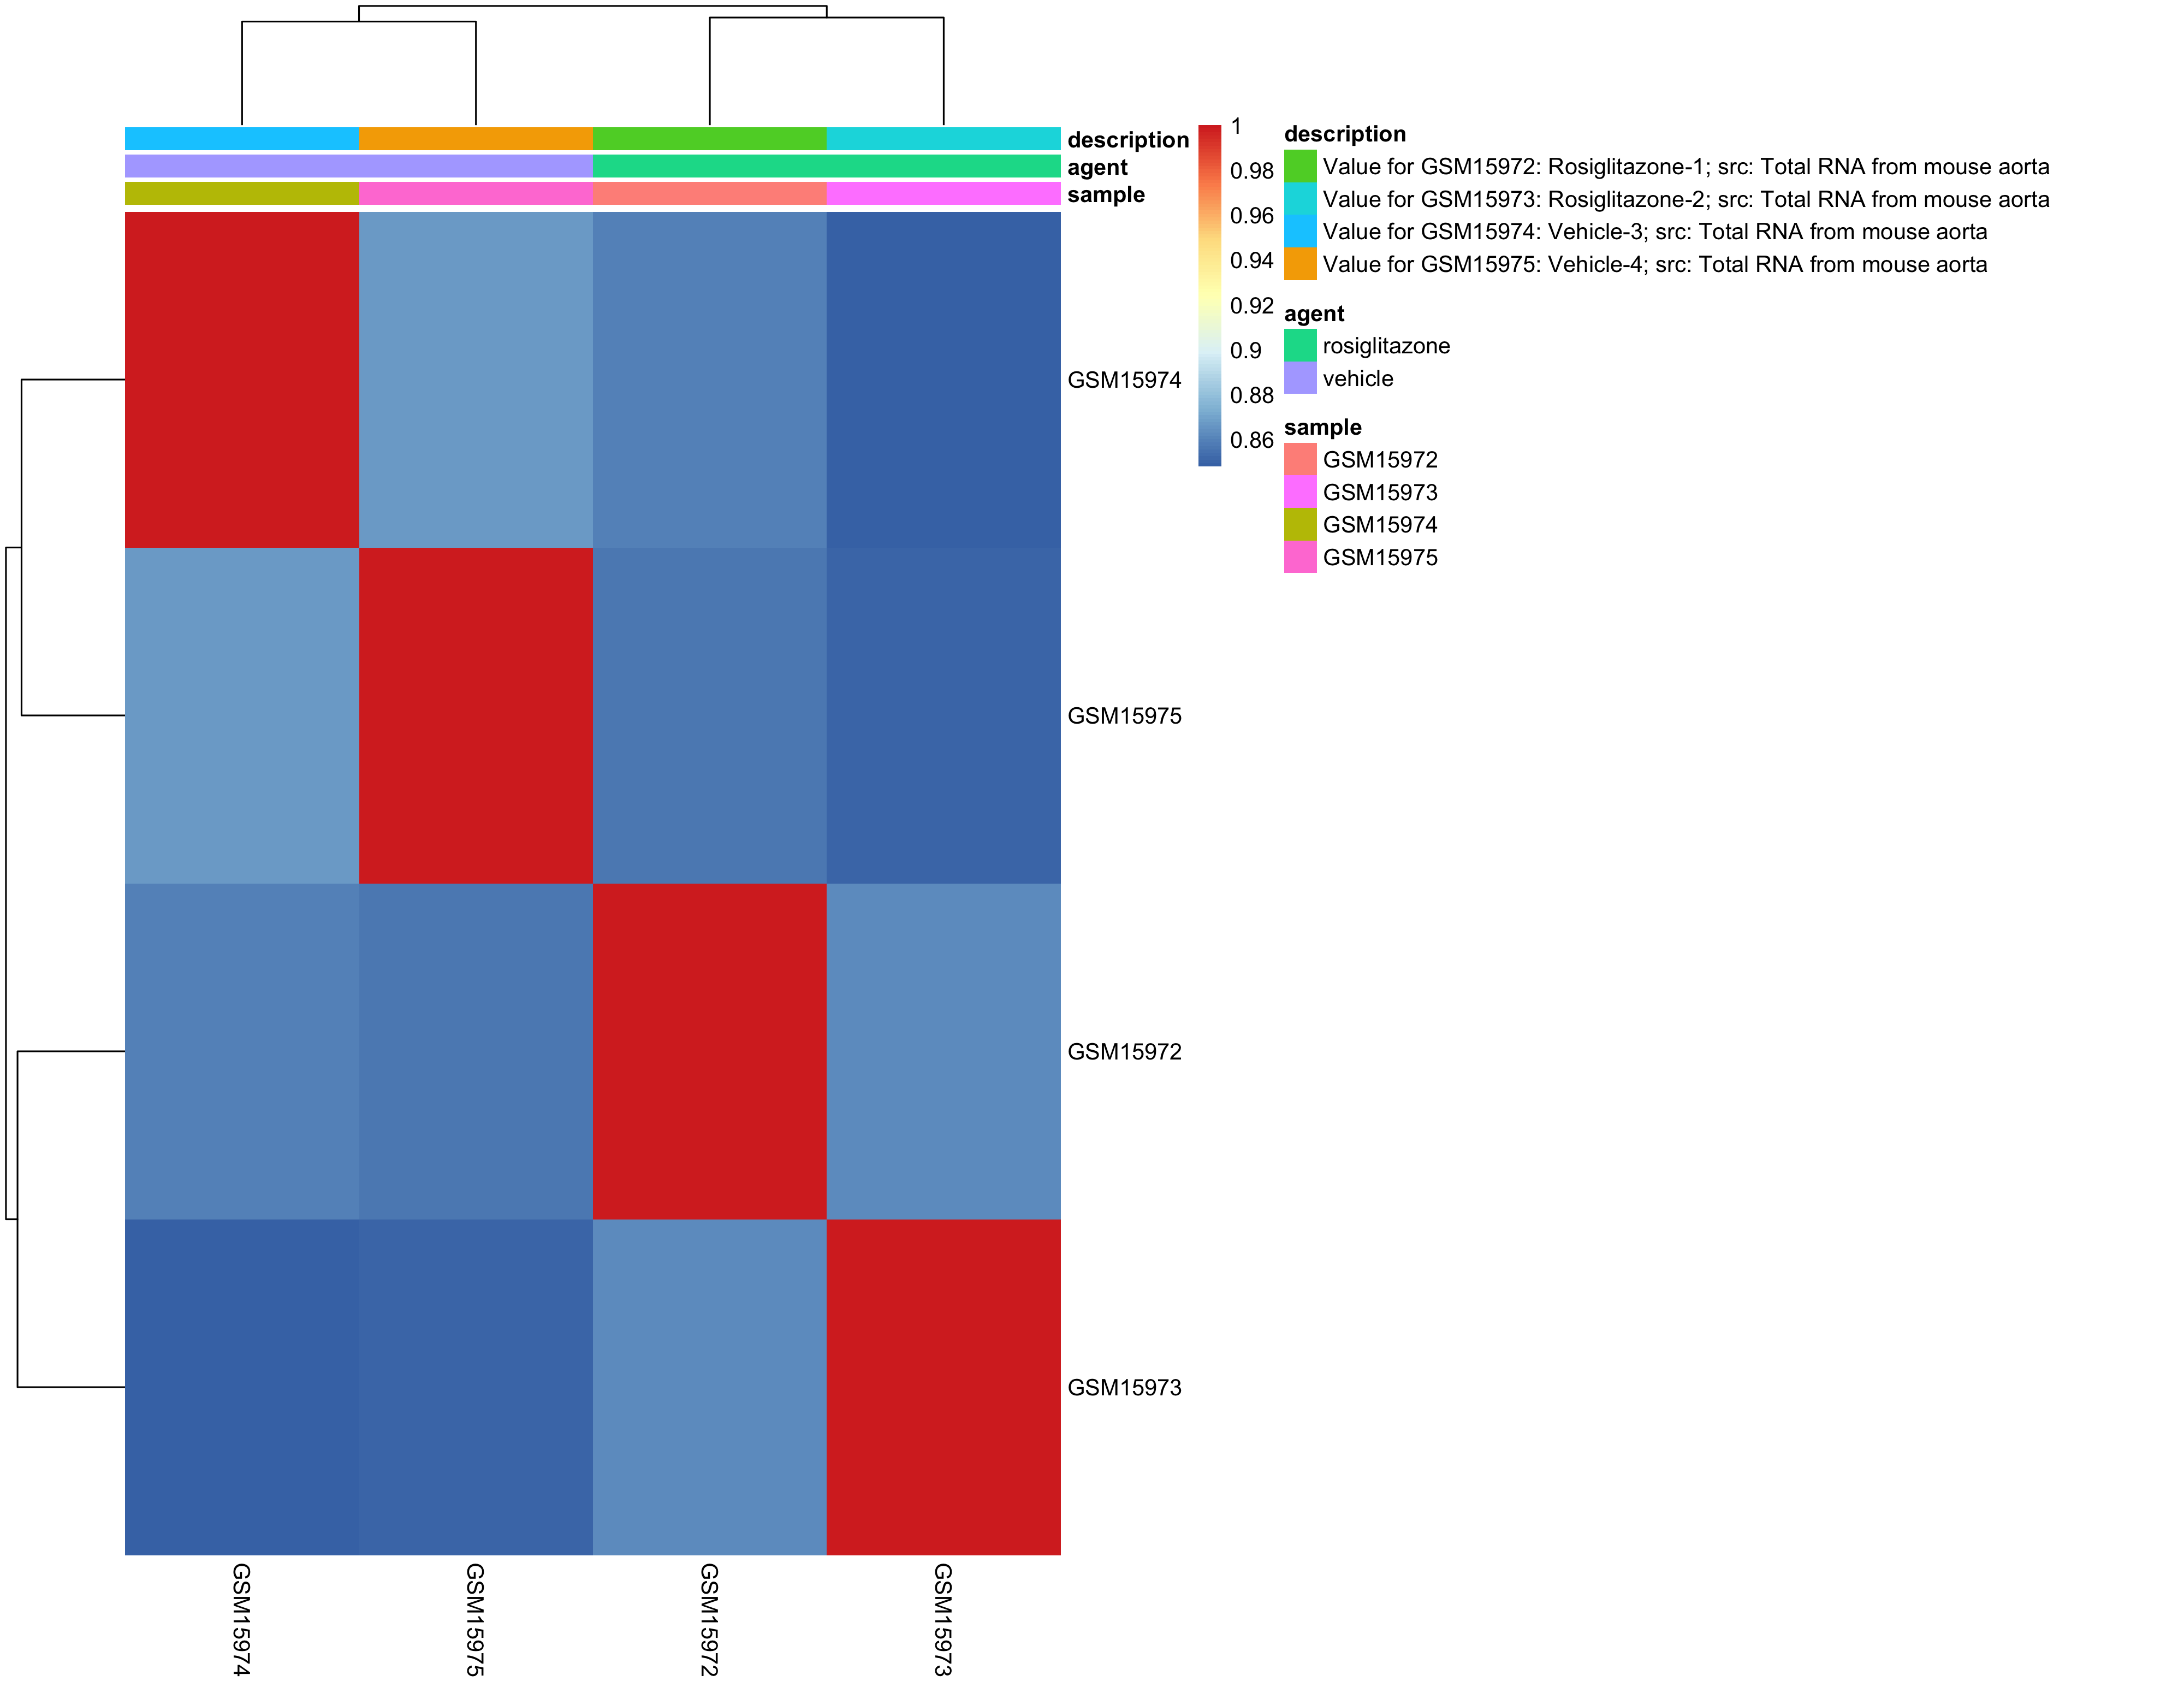 description
agent
sample
1
0.98
0.96
0.94
0.92
0.9
0.88
0.86
description
Value for GSM15972: Rosiglitazone-1; src: Total RNA from mouse aorta
Value for GSM15973: Rosiglitazone-2; src: Total RNA from mouse aorta
Value for GSM15974: Vehicle-3; src: Total RNA from mouse aorta
Value for GSM15975: Vehicle-4; src: Total RNA from mouse aorta
agent
rosiglitazone
vehicle
sample
GSM15972
GSM15973
GSM15974
GSM15975
GSM15974
GSM15975
GSM15972
GSM15973
GSM15974
GSM15975
GSM15972
GSM15973